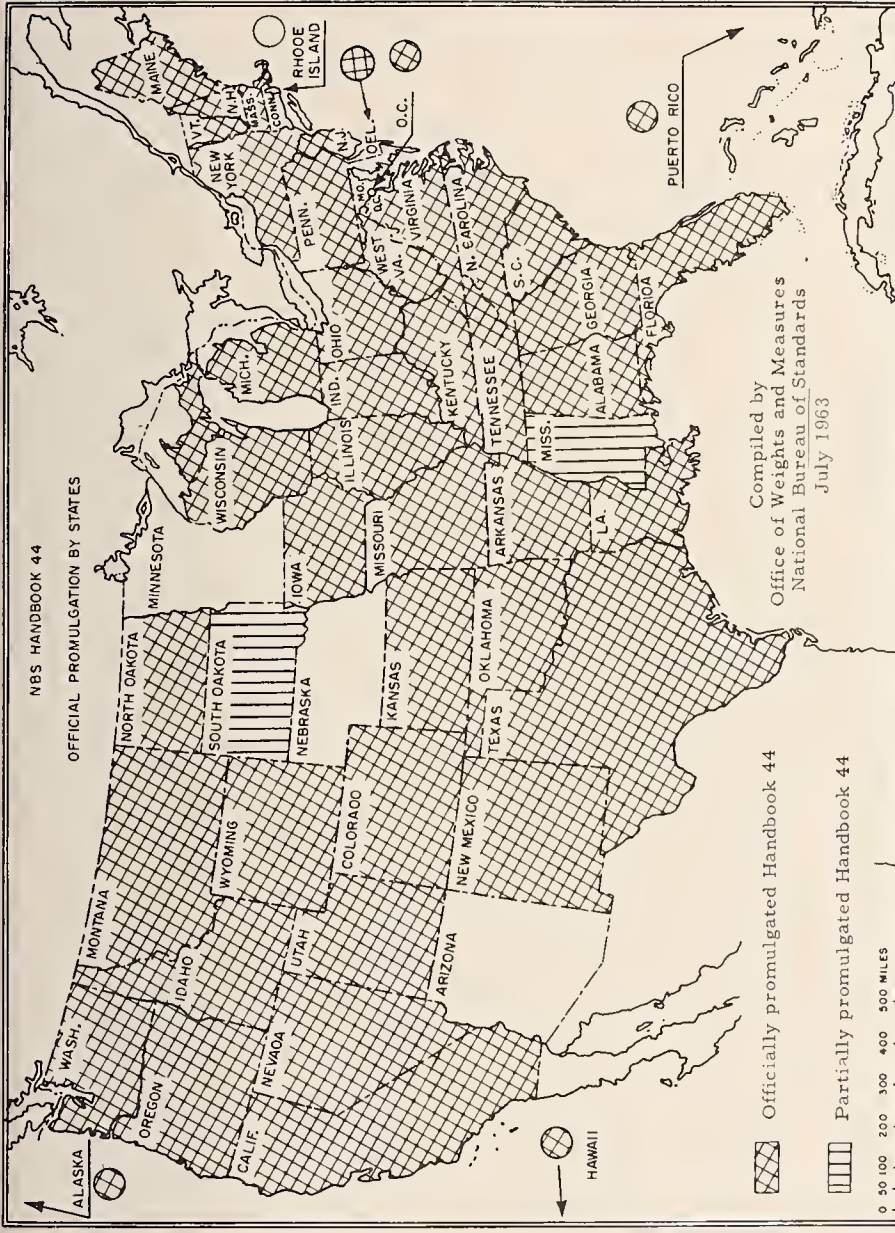 NBS HANDBOOK 44
OFFICIAL PROMULGATION BY STATES
ALASKA
WASH.
MONTANA
NORTH DAKOTA
MINNESOTA
MAINE
VT.
N.H.
MASS.
CONN.
RHODE
ISLAND
OREGON
IDAHO
WYOMING
SOUTH DAKOTA
WISCONSIN
MICH.
NEW
YORK
CALIF.
NEVADA
UTAH
COLORADO
NEBRASKA
IOWA
ILLINOIS
IND.
OHIO
PENN.
N.J.
DEL.
MD.
D.C.
D.C.
WEST
VA.
VIRGINIA
ARIZONA
NEW MEXICO
KANSAS
MISSOURI
KENTUCKY
N. CAROLINA
TEXAS
OKLAHOMA
ARKANSAS
TENNESSEE
S.C.
LA.
MISS.
ALABAMA
GEORGIA
FLORIDA
HAWAII
PUERTO RICO
Officially promulgated Handbook 44
Partially promulgated Handbook 44
0 50 100 200 300 400 500 MILES
Compiled by
Office of Weights and Measures
National Bureau of Standards
July 1963